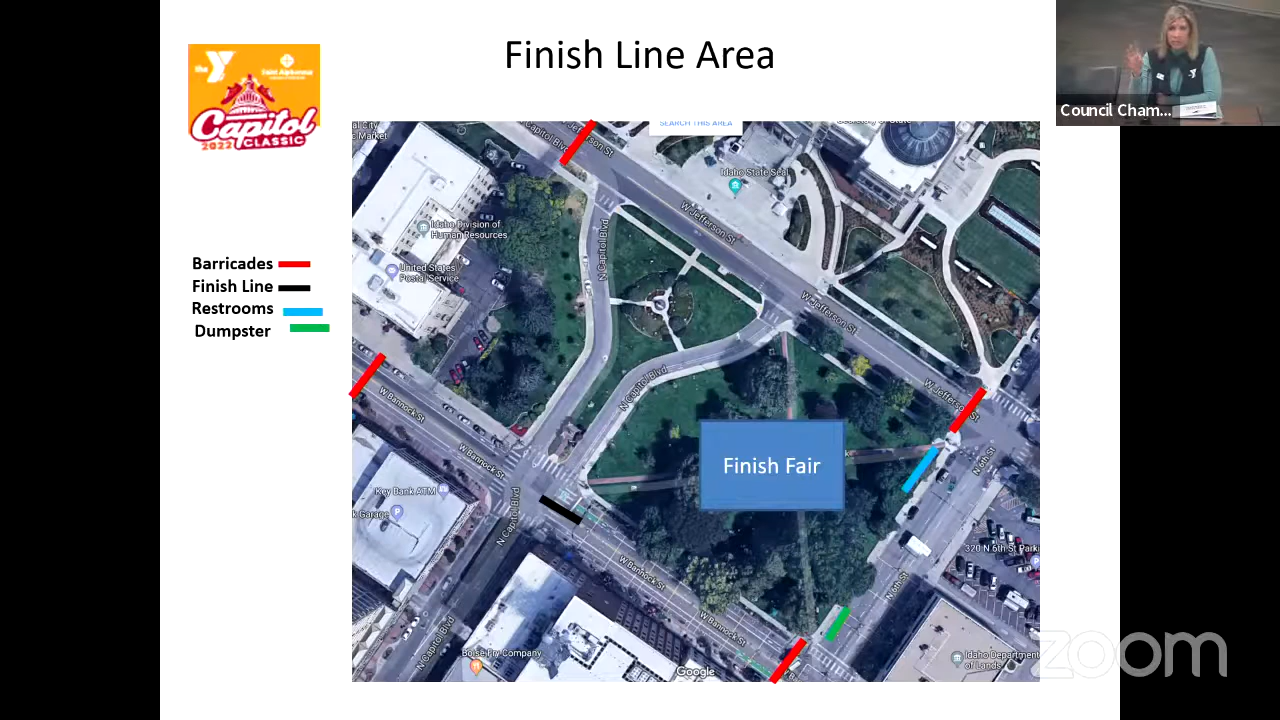 Finish Line Area
the Y
Saint Alphonsus
Capitol
2022 CLASSIC
Council Cham...
Barricades
Finish Line
Restrooms
Dumpster
SEARCH THIS AREA
Idaho State Seal
W Jefferson St
W Jefferson St
W Jefferson St
N Capitol Blvd
Idaho Division of
Human Resources
United States
Postal Service
N Capitol Blvd
W Bannock St
W Bannock St
Key Bank ATM
N Capitol Blvd
Finish Fair
N 6th St
320 N 6th St Parki
N 6th St
W Bannock St
W Bannock St
N Capitol Blvd
Boise Fry Company
Google
Idaho Department
of Lands
zoom